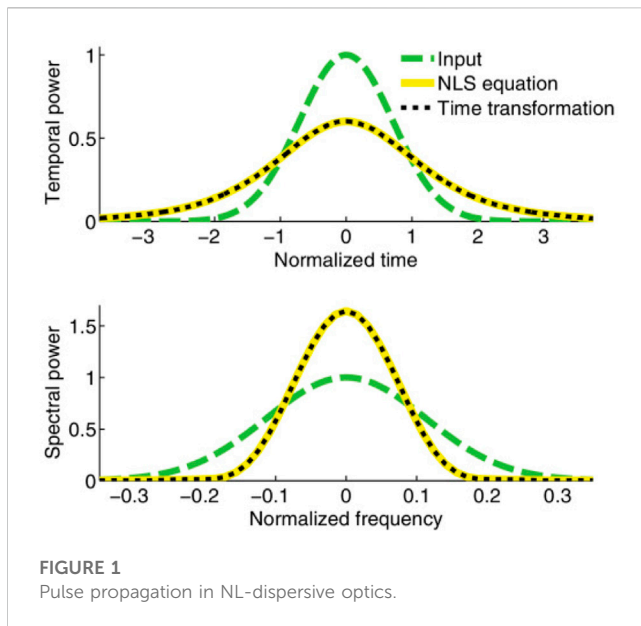 Temporal power
1
0.5
0
Input
NLS equation
Time transformation
−3 −2 −1 0 1 2 3
Normalized time
Spectral power
1.5
1
0.5
0
−0.3 −0.2 −0.1 0 0.1 0.2 0.3
Normalized frequency
FIGURE 1
Pulse propagation in NL-dispersive optics.